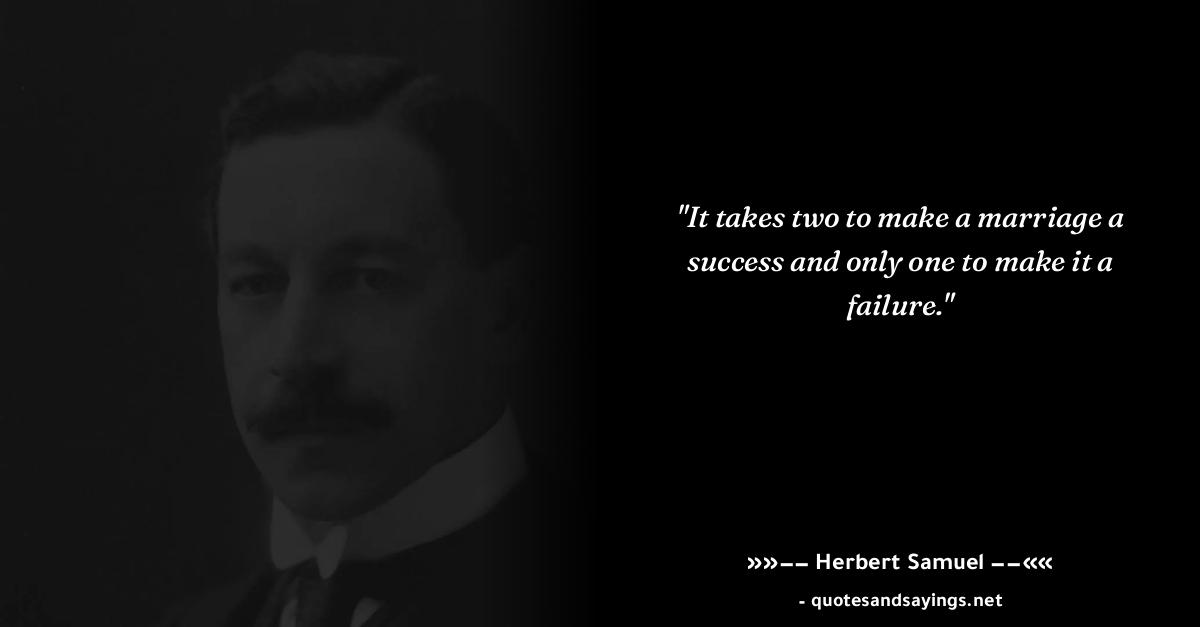 "It takes two to make a marriage a
success and only one to make it a
failure."
»»−− Herbert Samuel −−««
- quotesandsayings.net